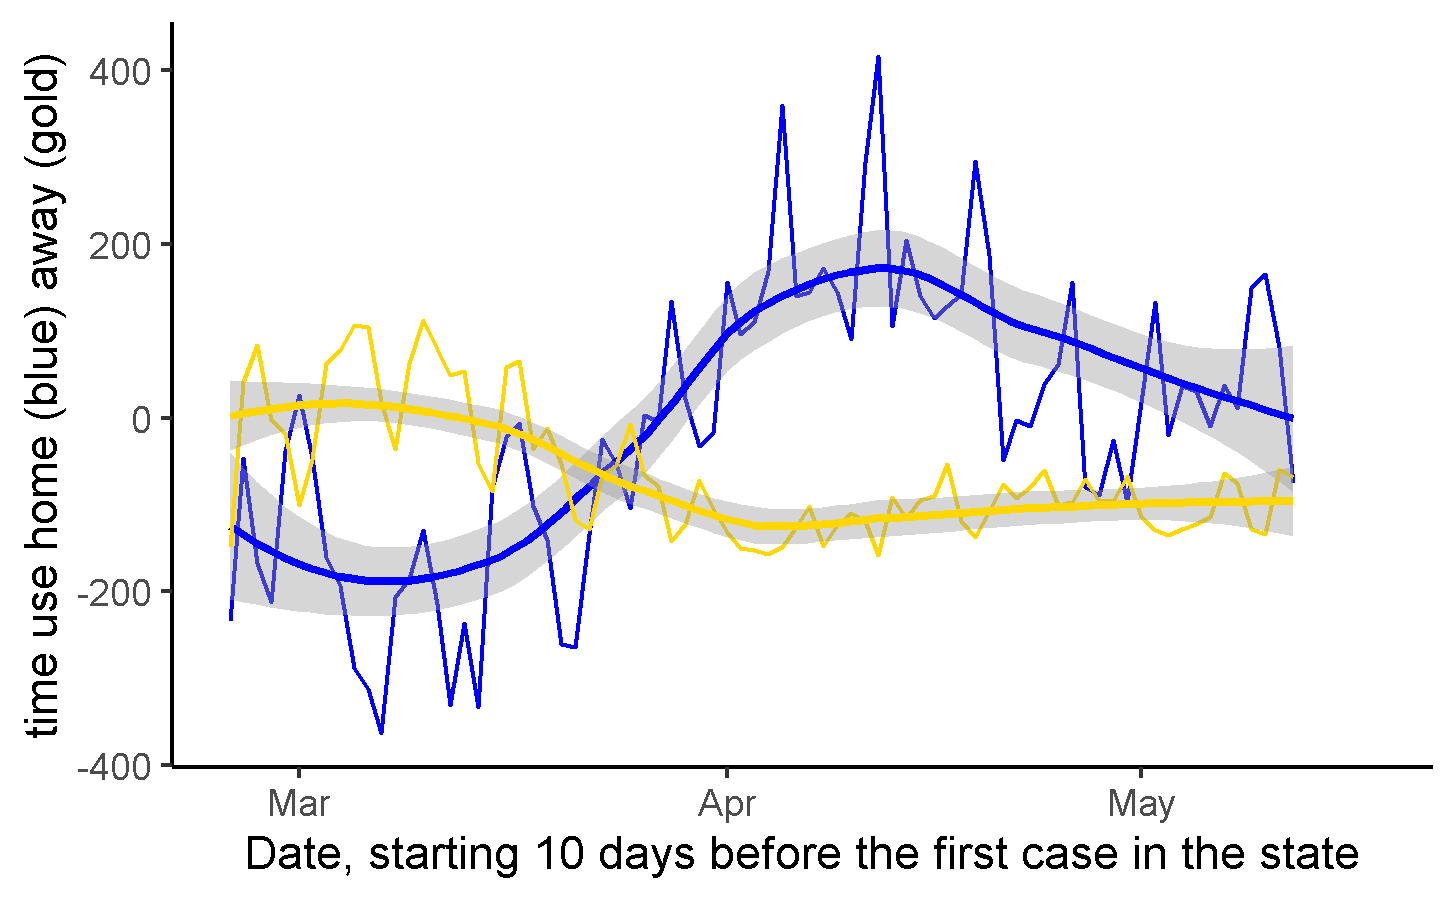 time use home (blue) away (gold)
400
200
0
-200
-400
Mar Apr May
Date, starting 10 days before the first case in the state